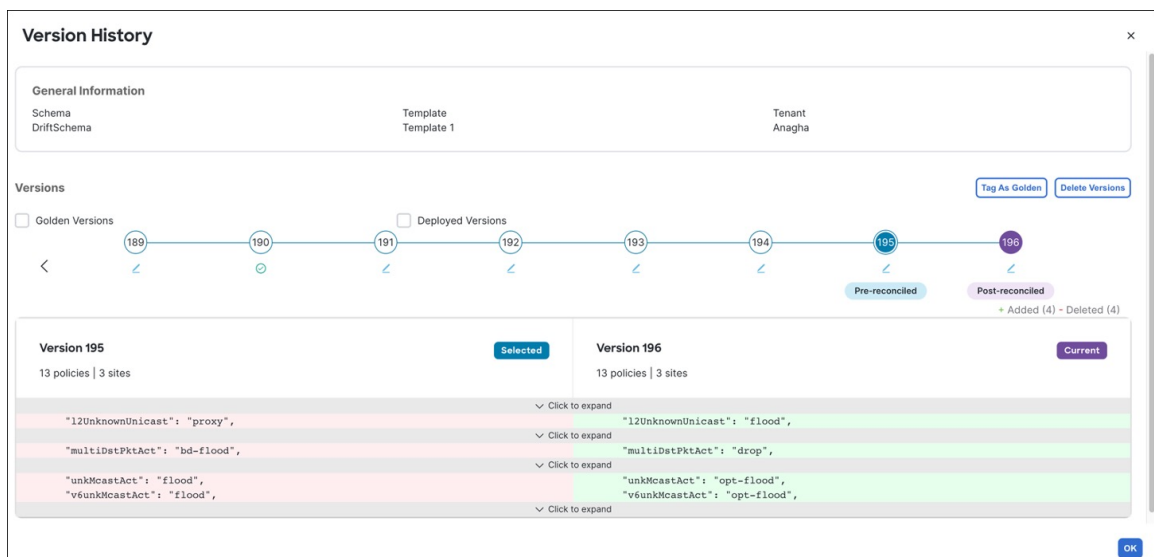 Version History
×
General Information
Schema Template Tenant
DriftSchema Template 1 Anagha
Versions Tag As Golden Delete Versions
Golden Versions Deployed Versions
189 190 191 192 193 194 195 196
Pre-reconciled Post-reconciled
+ Added (4) - Deleted (4)
Version 195 Selected Version 196 Current
13 policies | 3 sites 13 policies | 3 sites
Click to expand
"l2UnknownUnicast": "proxy", "l2UnknownUnicast": "flood",
Click to expand
"multiDstPktAct": "bd-flood", "multiDstPktAct": "drop",
Click to expand
"unkMcastAct": "flood", "unkMcastAct": "opt-flood",
"v6unkMcastAct": "flood", "v6unkMcastAct": "opt-flood",
Click to expand
OK